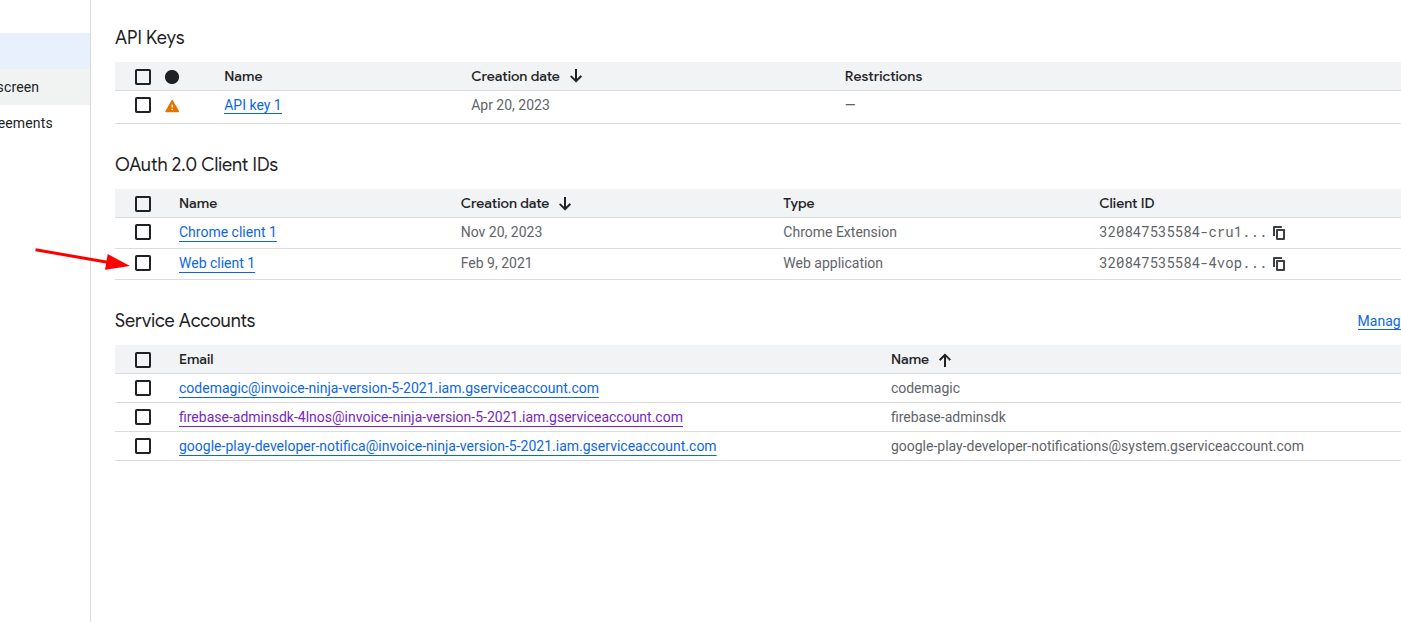 API Keys
Name Creation date Restrictions
screen
API key 1 Apr 20, 2023 —
eements
OAuth 2.0 Client IDs
Name Creation date Type Client ID
Chrome client 1 Nov 20, 2023 Chrome Extension 320847535584-cru1...
Web client 1 Feb 9, 2021 Web application 320847535584-4vop...
Service Accounts Manag
Email Name
codemagic@invoice-ninja-version-5-2021.iam.gserviceaccount.com codemagic
firebase-adminsdk-4lnos@invoice-ninja-version-5-2021.iam.gserviceaccount.com firebase-adminsdk
google-play-developer-notifica@invoice-ninja-version-5-2021.iam.gserviceaccount.com google-play-developer-notifications@system.gserviceaccount.com